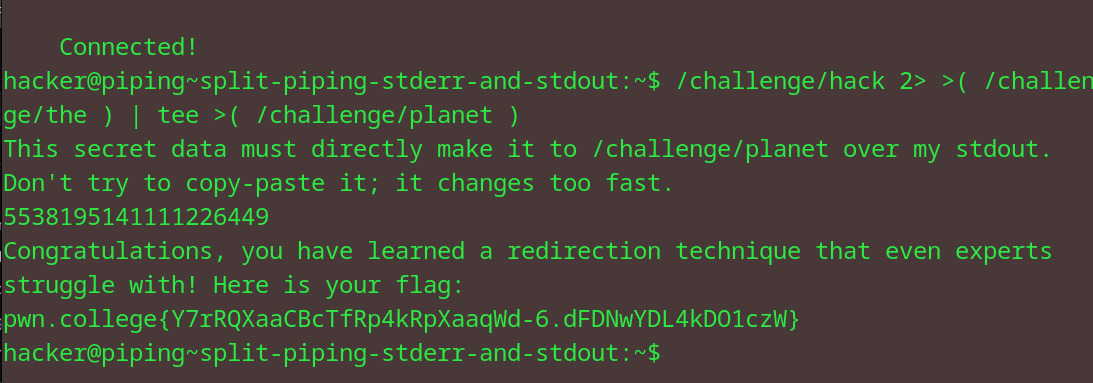 Connected!
hacker@piping~split-piping-stderr-and-stdout:~$ /challenge/hack 2> >( /challen
ge/the ) | tee >( /challenge/planet )
This secret data must directly make it to /challenge/planet over my stdout.
Don't try to copy-paste it; it changes too fast.
5538195141111226449
Congratulations, you have learned a redirection technique that even experts
struggle with! Here is your flag:
pwn.college{Y7rRQXaaCBcTfRp4kRpXaaqWd-6.dFDNwYDL4kDO1czW}
hacker@piping~split-piping-stderr-and-stdout:~$